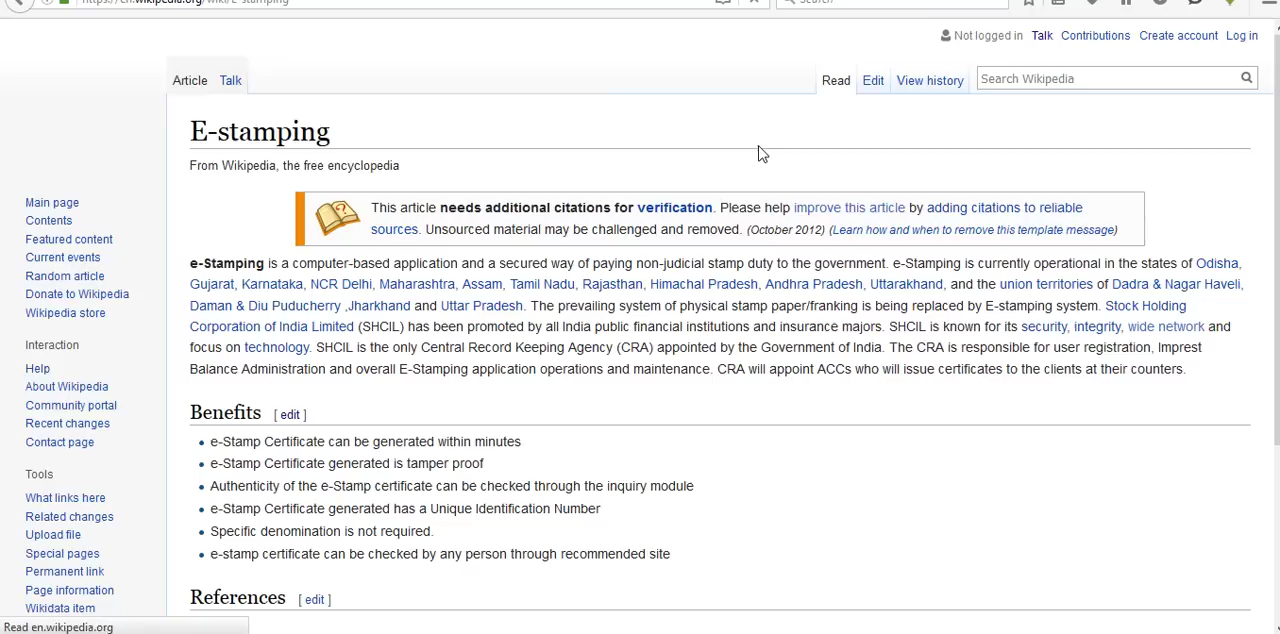 https://en.wikipedia.org/wiki/E-stamping
Search
Not logged in Talk Contributions Create account Log in
Article Talk Read Edit View history Search Wikipedia
E-stamping
From Wikipedia, the free encyclopedia
This article needs additional citations for verification. Please help improve this article by adding citations to reliable
sources. Unsourced material may be challenged and removed. (October 2012) (Learn how and when to remove this template message)
e-Stamping is a computer-based application and a secured way of paying non-judicial stamp duty to the government. e-Stamping is currently operational in the states of Odisha,
Gujarat, Karnataka, NCR Delhi, Maharashtra, Assam, Tamil Nadu, Rajasthan, Himachal Pradesh, Andhra Pradesh, Uttarakhand, and the union territories of Dadra & Nagar Haveli,
Daman & Diu Puducherry ,Jharkhand and Uttar Pradesh. The prevailing system of physical stamp paper/franking is being replaced by E-stamping system. Stock Holding
Corporation of India Limited (SHCIL) has been promoted by all India public financial institutions and insurance majors. SHCIL is known for its security, integrity, wide network and
focus on technology. SHCIL is the only Central Record Keeping Agency (CRA) appointed by the Government of India. The CRA is responsible for user registration, Imprest
Balance Administration and overall E-Stamping application operations and maintenance. CRA will appoint ACCs who will issue certificates to the clients at their counters.
Benefits [ edit ]
e-Stamp Certificate can be generated within minutes
e-Stamp Certificate generated is tamper proof
Authenticity of the e-Stamp certificate can be checked through the inquiry module
e-Stamp Certificate generated has a Unique Identification Number
Specific denomination is not required.
e-stamp certificate can be checked by any person through recommended site
References [ edit ]
Main page
Contents
Featured content
Current events
Random article
Donate to Wikipedia
Wikipedia store
Interaction
Help
About Wikipedia
Community portal
Recent changes
Contact page
Tools
What links here
Related changes
Upload file
Special pages
Permanent link
Page information
Wikidata item
Read en.wikipedia.org